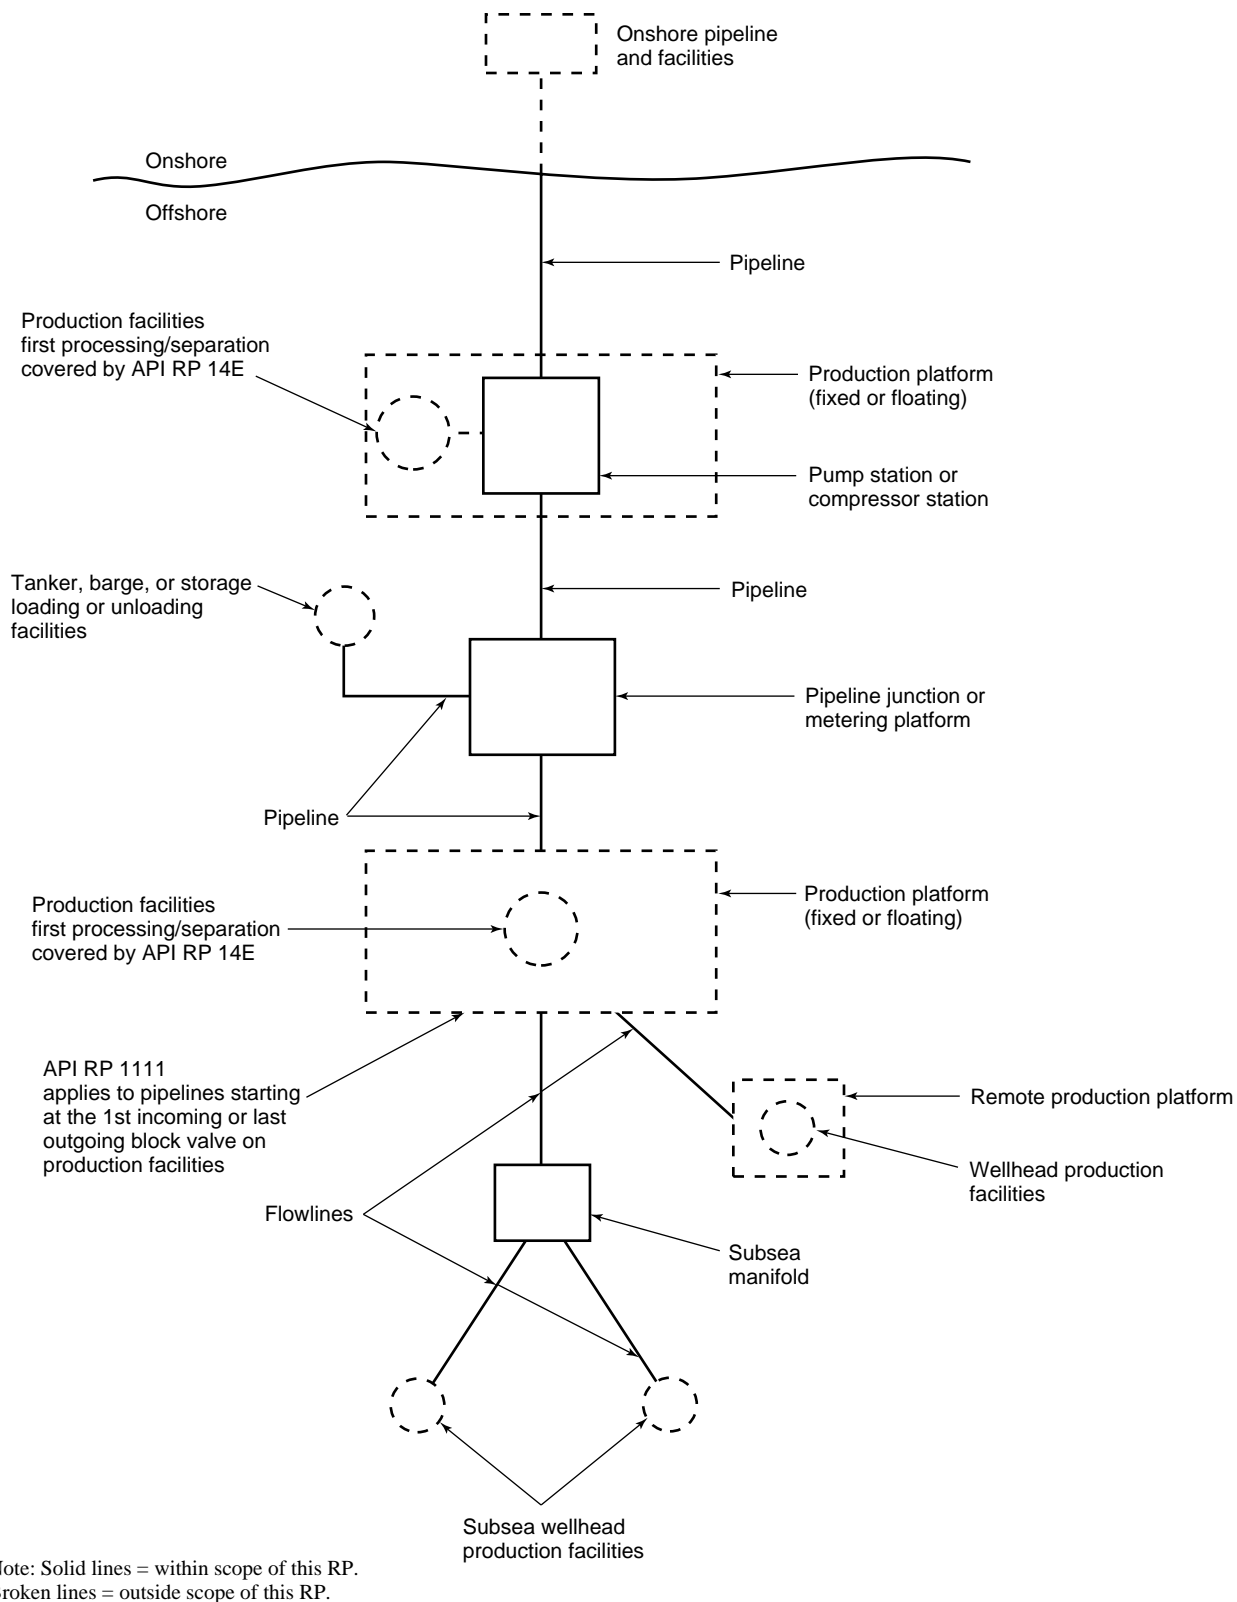 Onshore pipeline
and facilities
Onshore
Offshore
Pipeline
Production facilities
first processing/separation
covered by API RP 14E
Production platform
(fixed or floating)
Pump station or
compressor station
Tanker, barge, or storage
loading or unloading
facilities
Pipeline
Pipeline junction or
metering platform
Pipeline
Production facilities
first processing/separation
covered by API RP 14E
Production platform
(fixed or floating)
API RP 1111
applies to pipelines starting
at the 1st incoming or last
outgoing block valve on
production facilities
Remote production platform
Wellhead production
facilities
Flowlines
Subsea
manifold
Subsea wellhead
production facilities
Note: Solid lines = within scope of this RP.
Broken lines = outside scope of this RP.